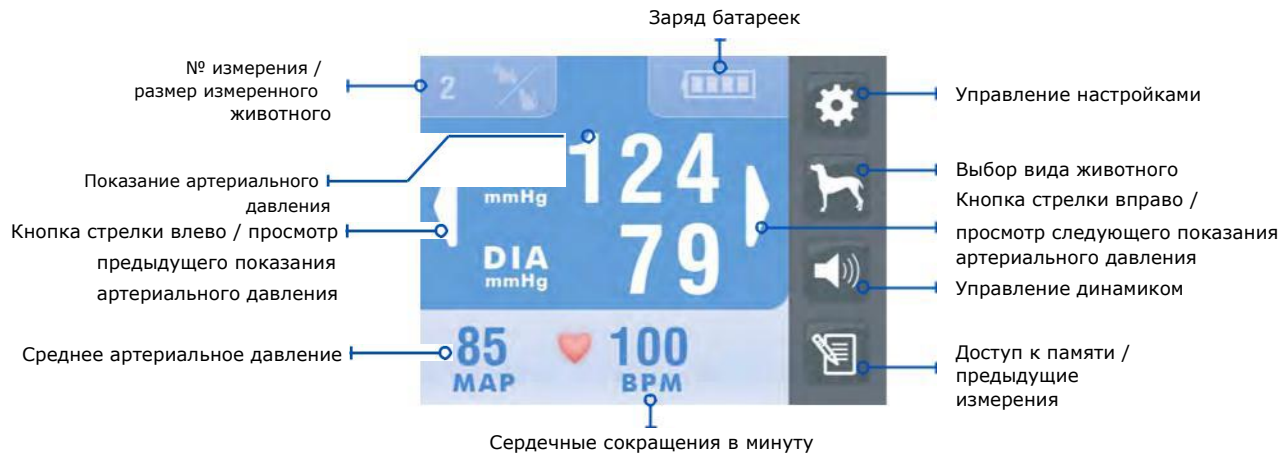 Заряд батареек
№ измерения /
размер измеренного
животного
2
Управление настройками
124
mmHg
Показание артериального
давления
Выбор вида животного
Кнопка стрелки влево / просмотр
предыдущего показания
артериального давления
Кнопка стрелки вправо /
просмотр следующего показания
артериального давления
79
DIA
mmHg
Управление динамиком
Среднее артериальное давление
85
MAP
100
BPM
Доступ к памяти /
предыдущие
измерения
Сердечные сокращения в минуту